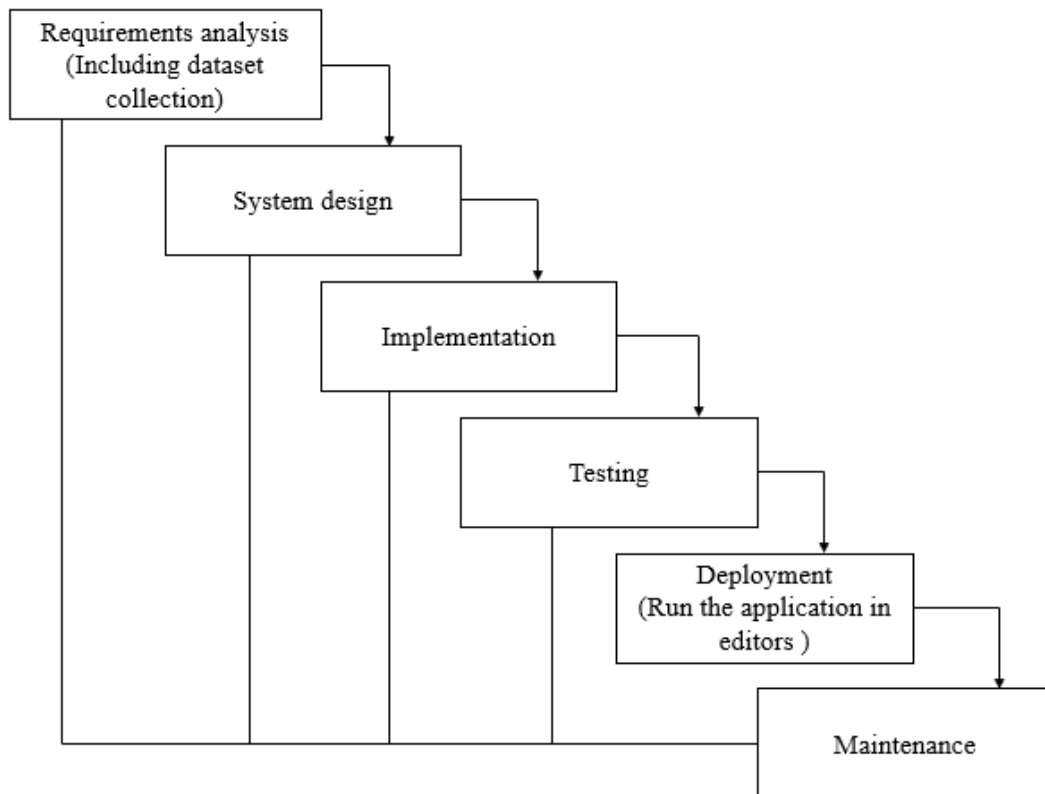 Requirements analysis
(Including dataset
collection)
System design
Implementation
Testing
Deployment
(Run the application in
editors )
Maintenance